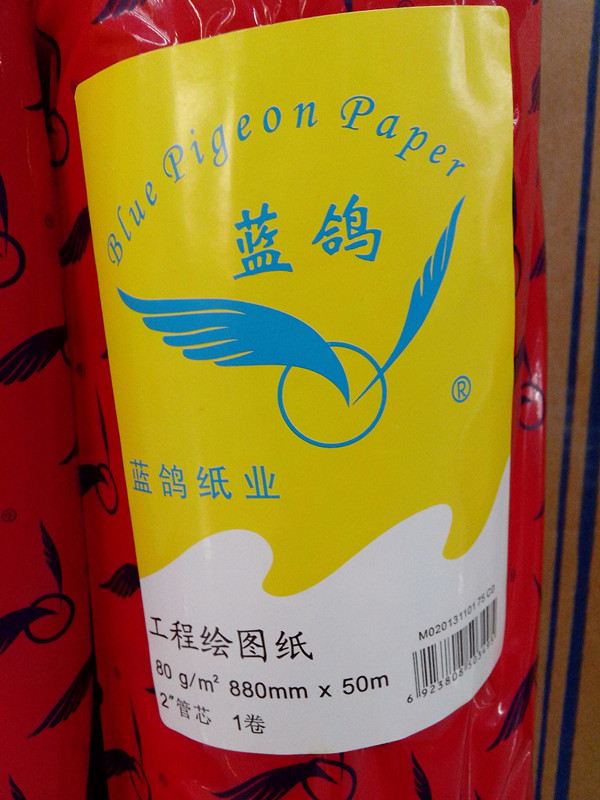 Blue Pigeon Paper
蓝鸽
®
蓝鸽纸业
工程绘图纸
80 g/m² 880mm x 50m
2"管芯 1卷
M02013110175C0